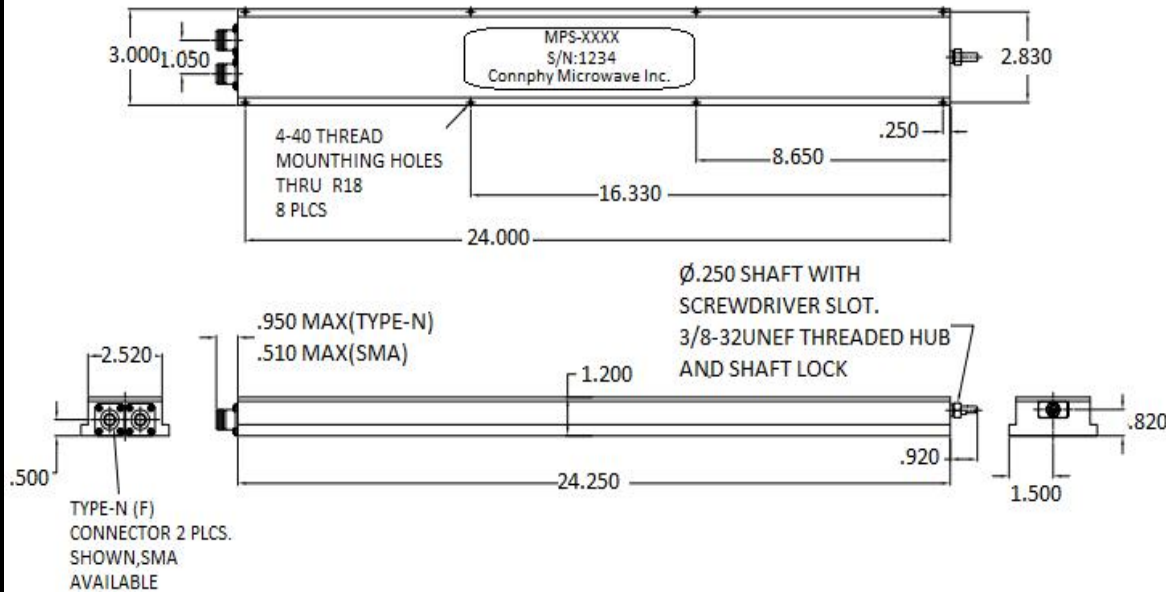 MPS-XXXX
S/N:1234
Connphy Microwave Inc.
3.000
1.050
2.830
.250
8.650
16.330
24.000
4-40 THREAD
MOUNTHING HOLES
THRU R18
8 PLCS
Ø.250 SHAFT WITH
SCREWDRIVER SLOT.
3/8-32UNEF THREADED HUB
AND SHAFT LOCK
.950 MAX(TYPE-N)
.510 MAX(SMA)
2.520
1.200
.820
.920
.500
24.250
1.500
TYPE-N (F)
CONNECTOR 2 PLCS.
SHOWN,SMA
AVAILABLE